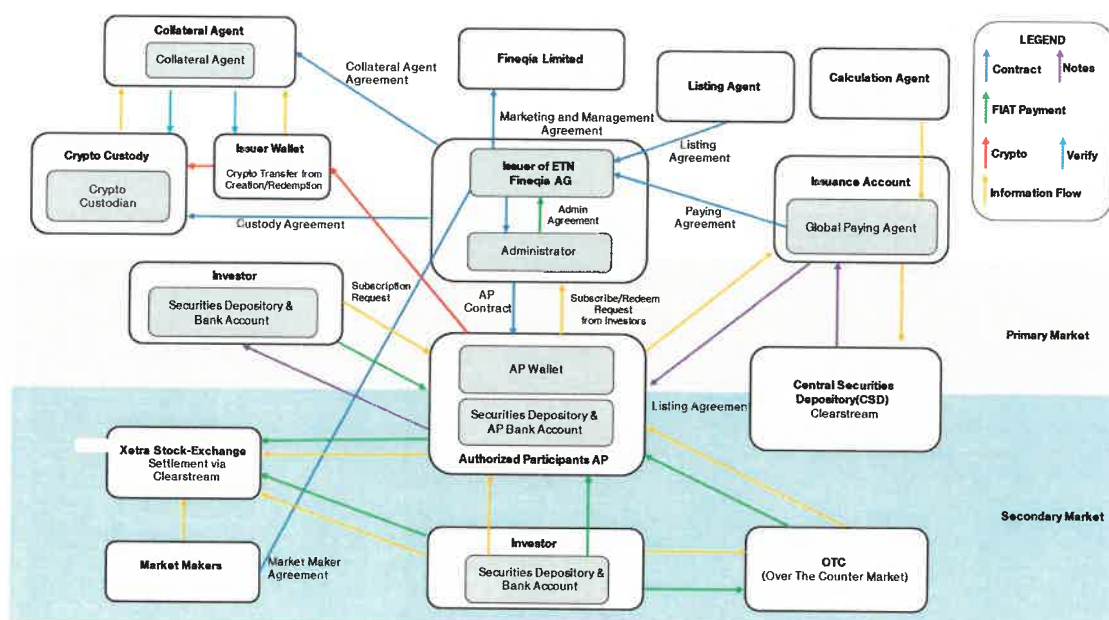 Collateral Agent
Collateral Agent
Collateral Agent
Agreement
Fineqia Limited
Listing Agent
Calculation Agent
LEGEND
Contract
Notes
FIAT Payment
Crypto
Verify
Information Flow
Marketing and Management
Agreement
Listing
Agreement
Crypto Custody
Crypto
Custodian
Issuer Wallet
Crypto Transfer from
Creation/Redemption
Issuer of ETN
Fineqia AG
Admin
Agreement
Administrator
Paying
Agreement
Issuance Account
Global Paying Agent
Custody Agreement
Investor
Securities Depository &
Bank Account
Subscription
Request
AP
Contract
Subscribe/Redeem
Request
from Investors
Primary Market
AP Wallet
Securities Depository &
AP Bank Account
Authorized Participants AP
Listing Agreement
Central Securities
Depository(CSD)
Clearstream
Xetra Stock-Exchange
Settlement via
Clearstream
Secondary Market
Market Makers
Market Maker
Agreement
Investor
Securities Depository &
Bank Account
OTC
(Over The Counter Market)